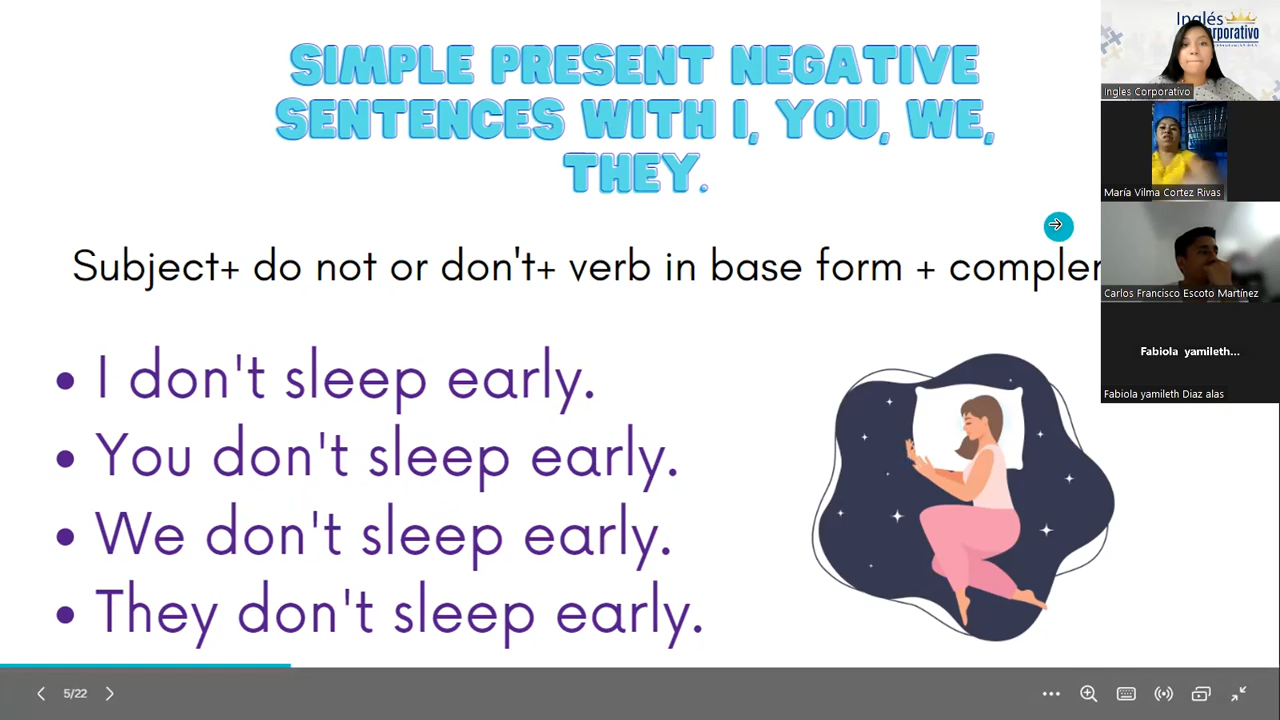 SIMPLE PRESENT NEGATIVE
SENTENCES WITH I, YOU, WE,
THEY.
Subject+ do not or don't+ verb in base form +
• I don't sleep early.
• You don't sleep early.
• We don't sleep early.
• They don't sleep early.
Inglés
Ingles Corporativo
María Vilma Cortez Rivas
Carlos Francisco Escoto Martínez
Fabiola yamileth...
Fabiola yamileth Diaz alas
5/22